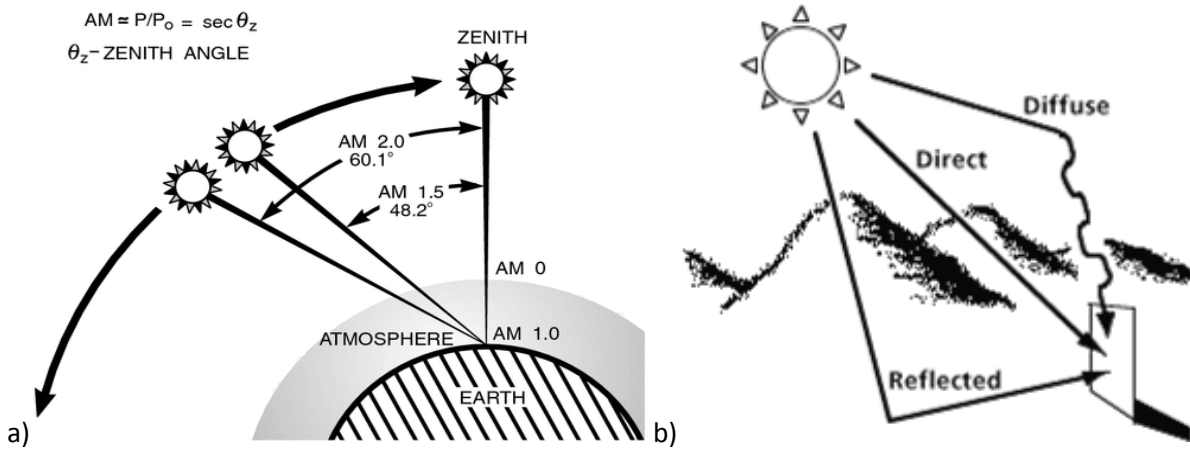 AM ≃ P/Po = sec θz
θz – ZENITH ANGLE
ZENITH
AM 2.0
60.1°
AM 1.5
48.2°
AM 0
ATMOSPHERE
AM 1.0
EARTH
a)
Diffuse
Direct
Reflected
b)